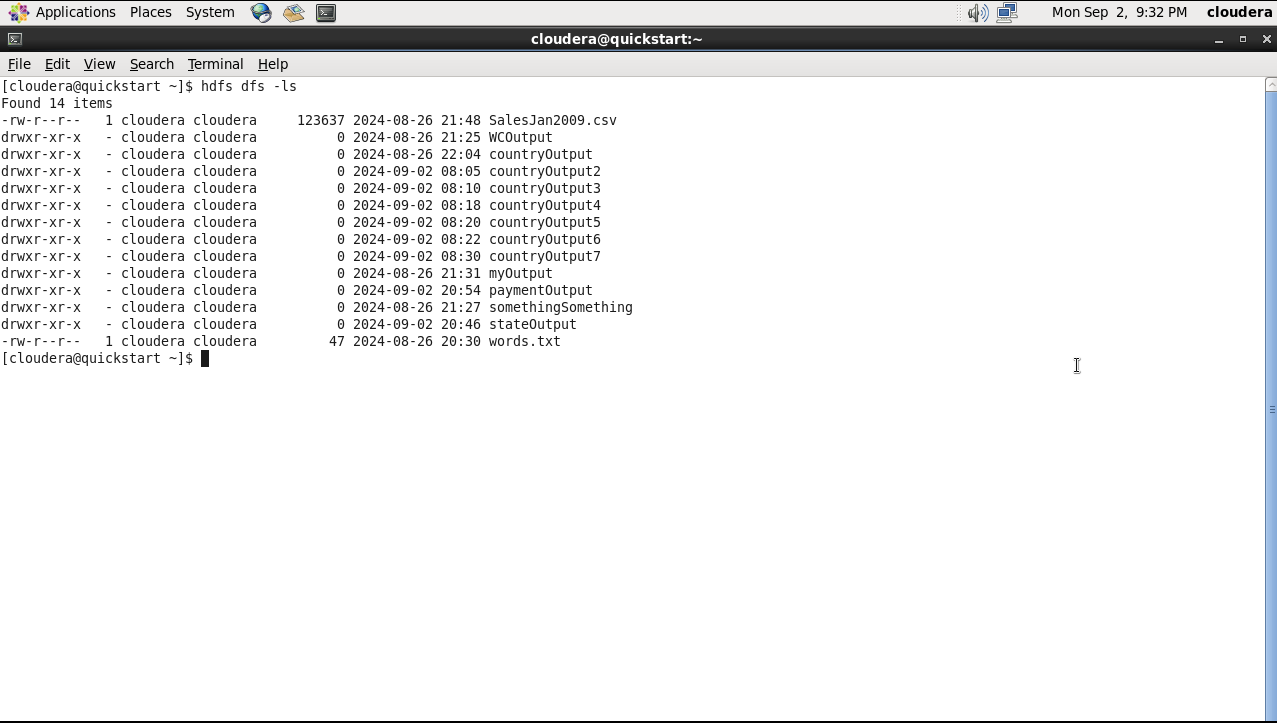 Applications Places System Mon Sep 2, 9:32 PM cloudera
cloudera@quickstart:~
File Edit View Search Terminal Help
[cloudera@quickstart ~]$ hdfs dfs -ls
Found 14 items
-rw-r--r--   1 cloudera cloudera     123637 2024-08-26 21:48 SalesJan2009.csv
drwxr-xr-x   - cloudera cloudera          0 2024-08-26 21:25 WCOutput
drwxr-xr-x   - cloudera cloudera          0 2024-08-26 22:04 countryOutput
drwxr-xr-x   - cloudera cloudera          0 2024-09-02 08:05 countryOutput2
drwxr-xr-x   - cloudera cloudera          0 2024-09-02 08:10 countryOutput3
drwxr-xr-x   - cloudera cloudera          0 2024-09-02 08:18 countryOutput4
drwxr-xr-x   - cloudera cloudera          0 2024-09-02 08:20 countryOutput5
drwxr-xr-x   - cloudera cloudera          0 2024-09-02 08:22 countryOutput6
drwxr-xr-x   - cloudera cloudera          0 2024-09-02 08:30 countryOutput7
drwxr-xr-x   - cloudera cloudera          0 2024-08-26 21:31 myOutput
drwxr-xr-x   - cloudera cloudera          0 2024-09-02 20:54 paymentOutput
drwxr-xr-x   - cloudera cloudera          0 2024-08-26 21:27 somethingSomething
drwxr-xr-x   - cloudera cloudera          0 2024-09-02 20:46 stateOutput
-rw-r--r--   1 cloudera cloudera         47 2024-08-26 20:30 words.txt
[cloudera@quickstart ~]$